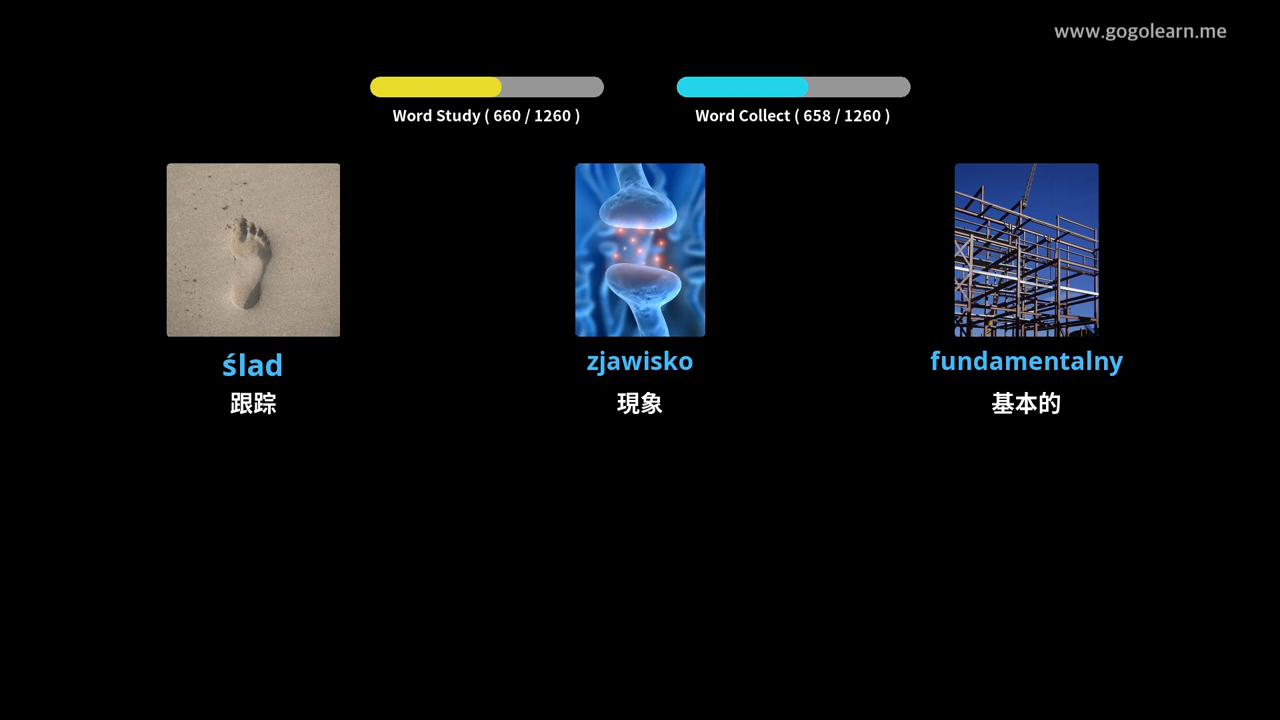 www.gogolearn.me
Word Study ( 660 / 1260 )
Word Collect ( 658 / 1260 )
ślad
zjawisko
fundamentalny
跟踪
現象
基本的